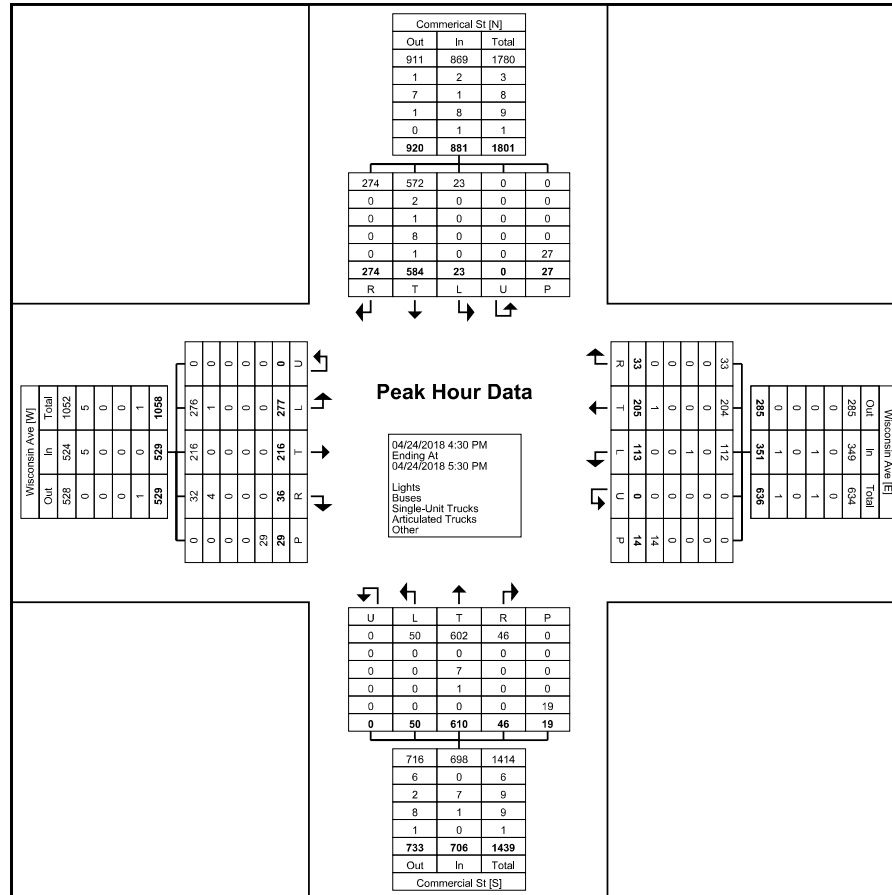 Commerical St [N]
Out In Total
911 869 1780
1 2 3
7 1 8
1 8 9
0 1 1
920 881 1801
274 572 23 0 0
0 2 0 0 0
0 1 0 0 0
0 8 0 0 0
0 1 0 0 27
274 584 23 0 27
R T L U P
Wisconsin Ave [W]
Out In Total
528 524 1052
0 5 5
0 0 0
0 0 0
1 0 1
529 529 1058
0 32 216 276 0
0 4 0 1 0
0 0 0 0 0
0 0 0 0 0
29 0 0 0 0
29 36 216 277 0
P R T L U
Peak Hour Data
04/24/2018 4:30 PM
Ending At
04/24/2018 5:30 PM
Lights
Buses
Single-Unit Trucks
Articulated Trucks
Other
Wisconsin Ave [E]
Out In Total
285 349 634
0 0 0
0 1 1
0 0 0
0 1 1
285 351 636
33 204 112 0 0
0 0 0 0 0
0 0 1 0 0
0 0 0 0 0
0 1 0 0 14
33 205 113 0 14
R T L U P
U L T R P
0 50 602 46 0
0 0 0 0 0
0 0 7 0 0
0 0 1 0 0
0 0 0 0 19
0 50 610 46 19
716 698 1414
6 0 6
2 7 9
8 1 9
1 0 1
733 706 1439
Out In Total
Commercial St [S]